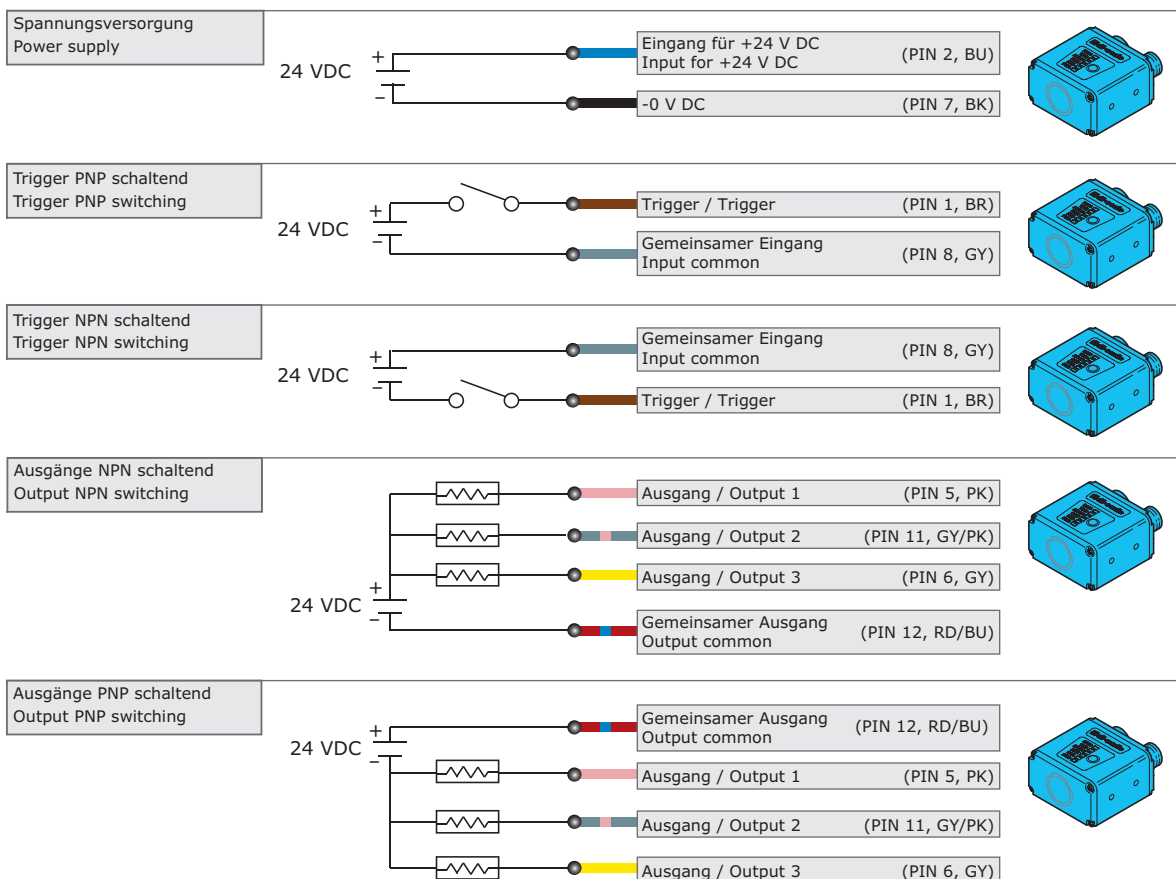 Spannungsversorgung
Power supply
24 VDC
+
–
Eingang für +24 V DC
Input for +24 V DC
(PIN 2, BU)
-0 V DC
(PIN 7, BK)
Trigger PNP schaltend
Trigger PNP switching
24 VDC
+
–
Trigger / Trigger
(PIN 1, BR)
Gemeinsamer Eingang
Input common
(PIN 8, GY)
Trigger NPN schaltend
Trigger NPN switching
24 VDC
+
–
Gemeinsamer Eingang
Input common
(PIN 8, GY)
Trigger / Trigger
(PIN 1, BR)
Ausgänge NPN schaltend
Output NPN switching
Ausgang / Output 1
(PIN 5, PK)
Ausgang / Output 2
(PIN 11, GY/PK)
Ausgang / Output 3
(PIN 6, GY)
24 VDC
+
–
Gemeinsamer Ausgang
Output common
(PIN 12, RD/BU)
Ausgänge PNP schaltend
Output PNP switching
24 VDC
+
–
Gemeinsamer Ausgang
Output common
(PIN 12, RD/BU)
Ausgang / Output 1
(PIN 5, PK)
Ausgang / Output 2
(PIN 11, GY/PK)
Ausgang / Output 3
(PIN 6, GY)